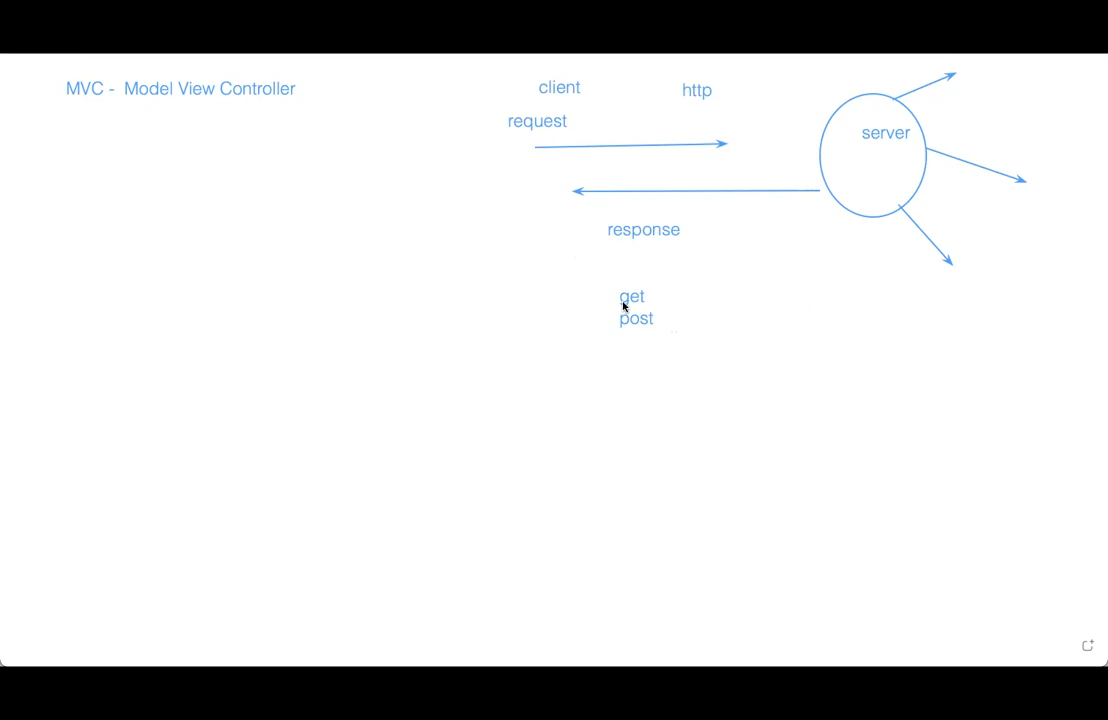 MVC - Model View Controller
client
http
request
server
response
get
post